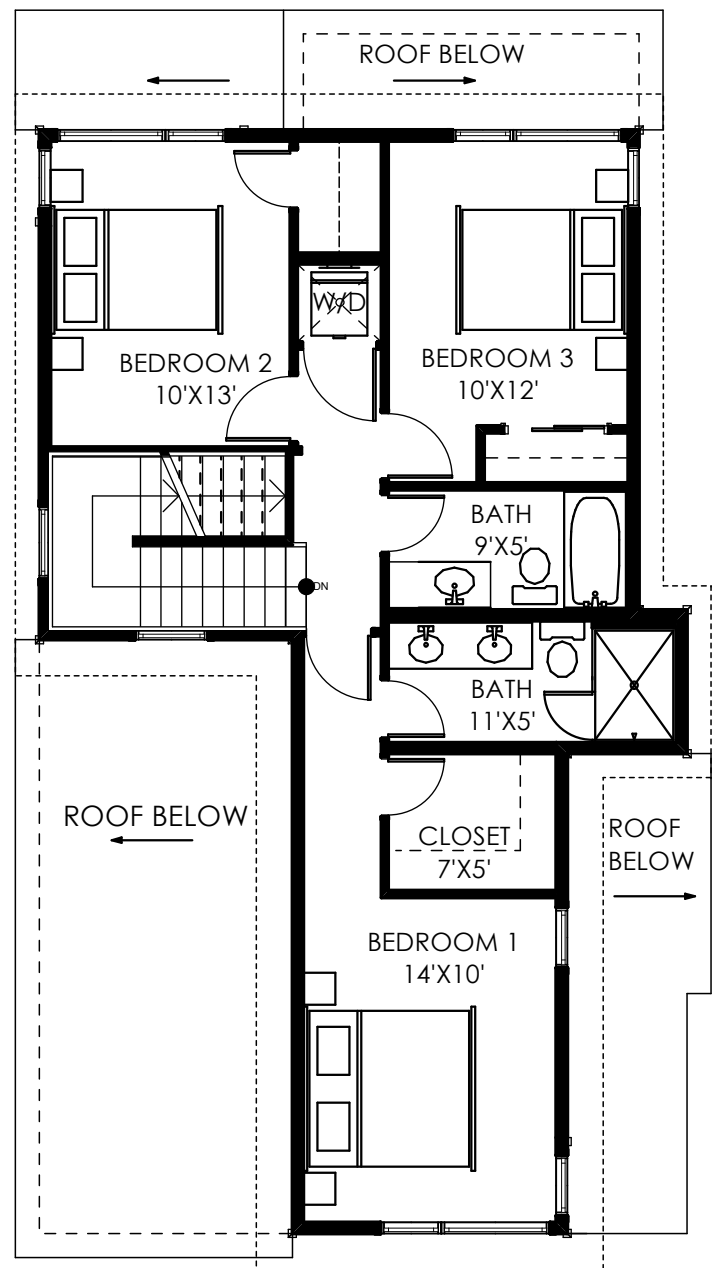 ROOF BELOW
W/D
BEDROOM 2
10'X13'
BEDROOM 3
10'X12'
BATH
9'X5'
DN
BATH
11'X5'
ROOF BELOW
CLOSET
7'X5'
ROOF
BELOW
BEDROOM 1
14'X10'